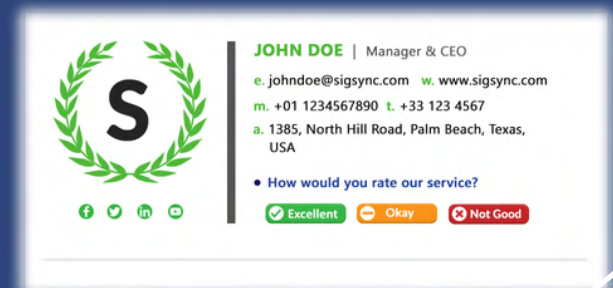 S
JOHN DOE | Manager & CEO
e. johndoe@sigsync.com w. www.sigsync.com
m. +01 1234567890 t. +33 123 4567
a. 1385, North Hill Road, Palm Beach, Texas,
USA
• How would you rate our service?
Excellent Okay Not Good